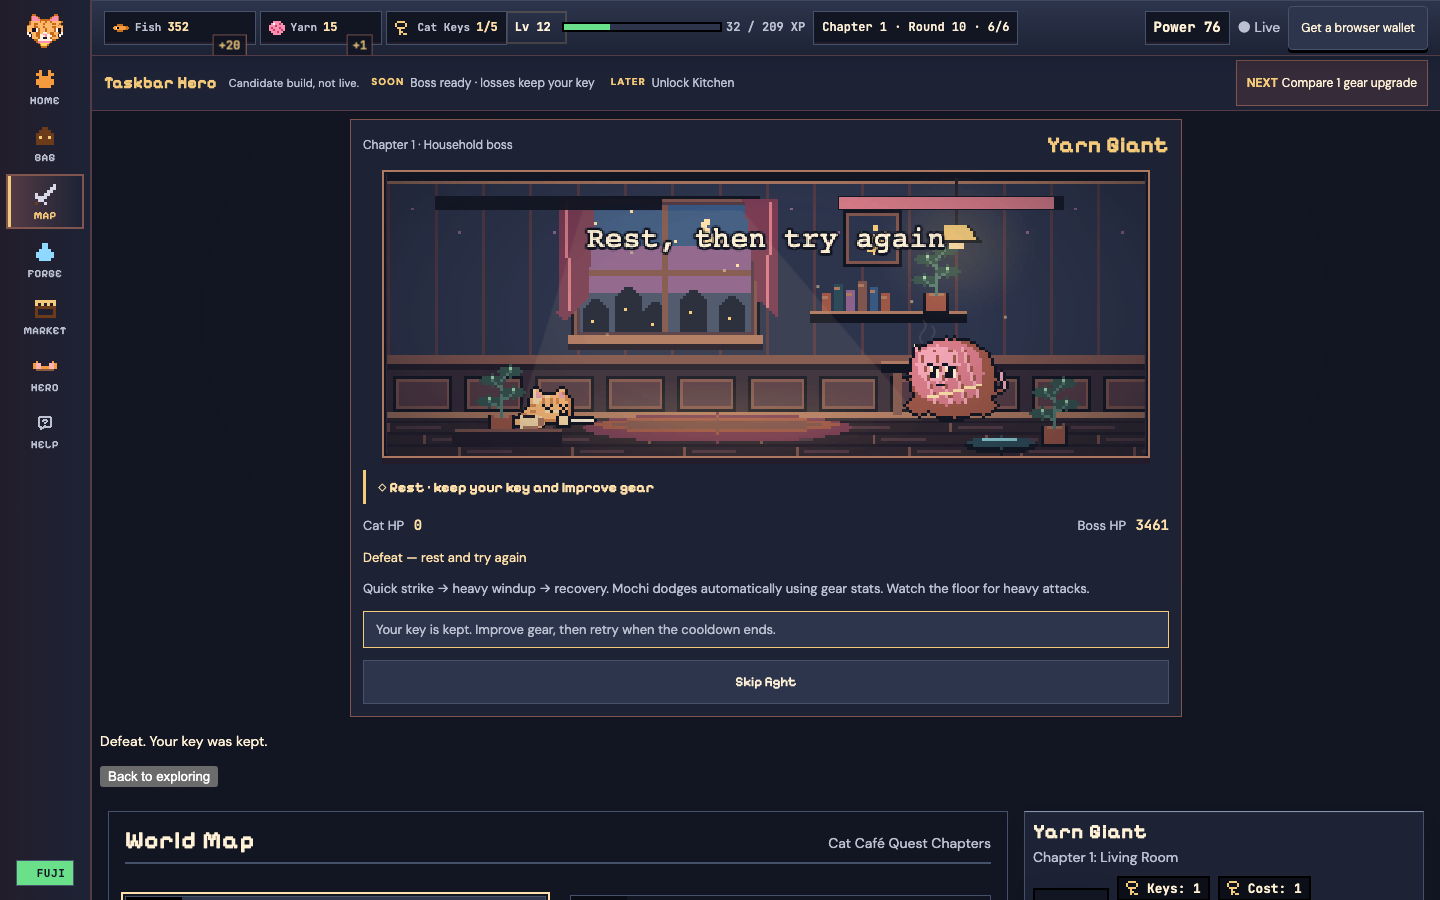 Fish 352
+20
Yarn 15
+1
Cat Keys 1/5
Lv 12
32 / 209 XP
Chapter 1 · Round 10 · 6/6
Power 76
Live
Get a browser wallet
Taskbar Hero
Candidate build, not live.
SOON Boss ready · losses keep your key
LATER Unlock Kitchen
NEXT Compare 1 gear upgrade
HOME
BAG
MAP
FORGE
MARKET
HERO
HELP
FUJI
Chapter 1 · Household boss
Yarn Giant
Rest, then try again
◇ Rest · keep your key and improve gear
Cat HP 0
Boss HP 3461
Defeat — rest and try again
Quick strike → heavy windup → recovery. Mochi dodges automatically using gear stats. Watch the floor for heavy attacks.
Your key is kept. Improve gear, then retry when the cooldown ends.
Skip fight
Defeat. Your key was kept.
Back to exploring
World Map
Cat Café Quest Chapters
Yarn Giant
Chapter 1: Living Room
Keys: 1
Cost: 1